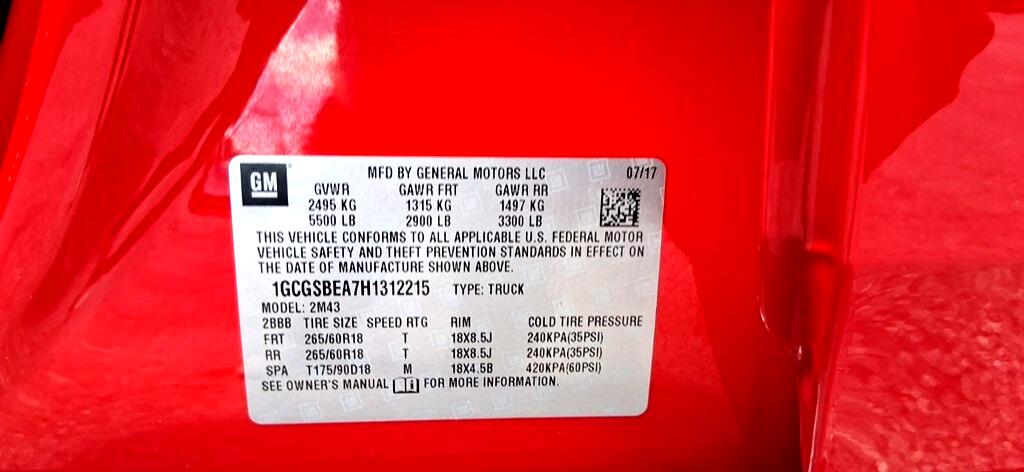 GM
MFD BY GENERAL MOTORS LLC 07/17
GVWR GAWR FRT GAWR RR
2495 KG 1315 KG 1497 KG
5500 LB 2900 LB 3300 LB
THIS VEHICLE CONFORMS TO ALL APPLICABLE U.S. FEDERAL MOTOR
VEHICLE SAFETY AND THEFT PREVENTION STANDARDS IN EFFECT ON
THE DATE OF MANUFACTURE SHOWN ABOVE.
1GCGSBEA7H1312215 TYPE: TRUCK
MODEL: 2M43
2BBB TIRE SIZE SPEED RTG RIM COLD TIRE PRESSURE
FRT 265/60R18 T 18X8.5J 240KPA(35PSI)
RR 265/60R18 T 18X8.5J 240KPA(35PSI)
SPA T175/90D18 M 18X4.5B 420KPA(60PSI)
SEE OWNER'S MANUAL FOR MORE INFORMATION.